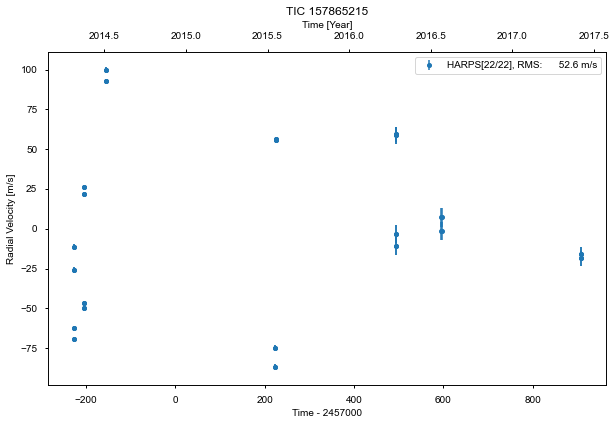 TIC 157865215
Time [Year]
2014.5 2015.0 2015.5 2016.0 2016.5 2017.0 2017.5
HARPS[22/22], RMS: 52.6 m/s
100
75
50
25
0
−25
−50
−75
Radial Velocity [m/s]
−200 0 200 400 600 800
Time - 2457000